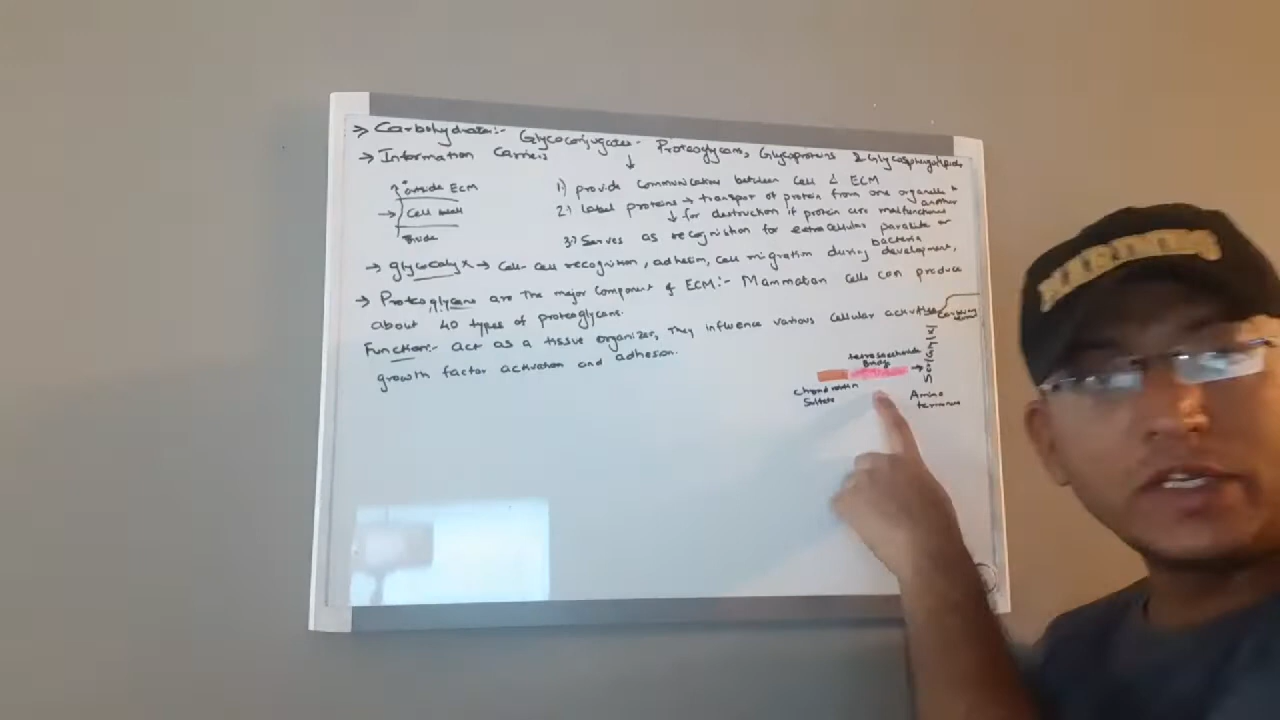 → Carbohydrates:- Glycoconjugates- Proteoglycans, Glycoproteins & Glycosphingolipids
→ Information Carriers
outside ECM
Cell wall
Inside
1) provide communication between cell & ECM
2.) Label proteins → transport of protein from one organelle to another
↓ for destruction if protein are malfunctioned
3.) Serves as recognition for extracellular parasite or bacteria
→ glycocalyx → Cell-cell recognition, adhesion, cell migration during development,
→ Proteoglycans are the major component of ECM:- Mammalian cells can produce
about 40 types of proteoglycans.
Function:- act as a tissue organizer, They influence various cellular activities
growth factor activation and adhesion.
Tetrasaccharide
Bridge
Chondroitin
Sulfate
Ser/Gly/X/
Amino
terminus